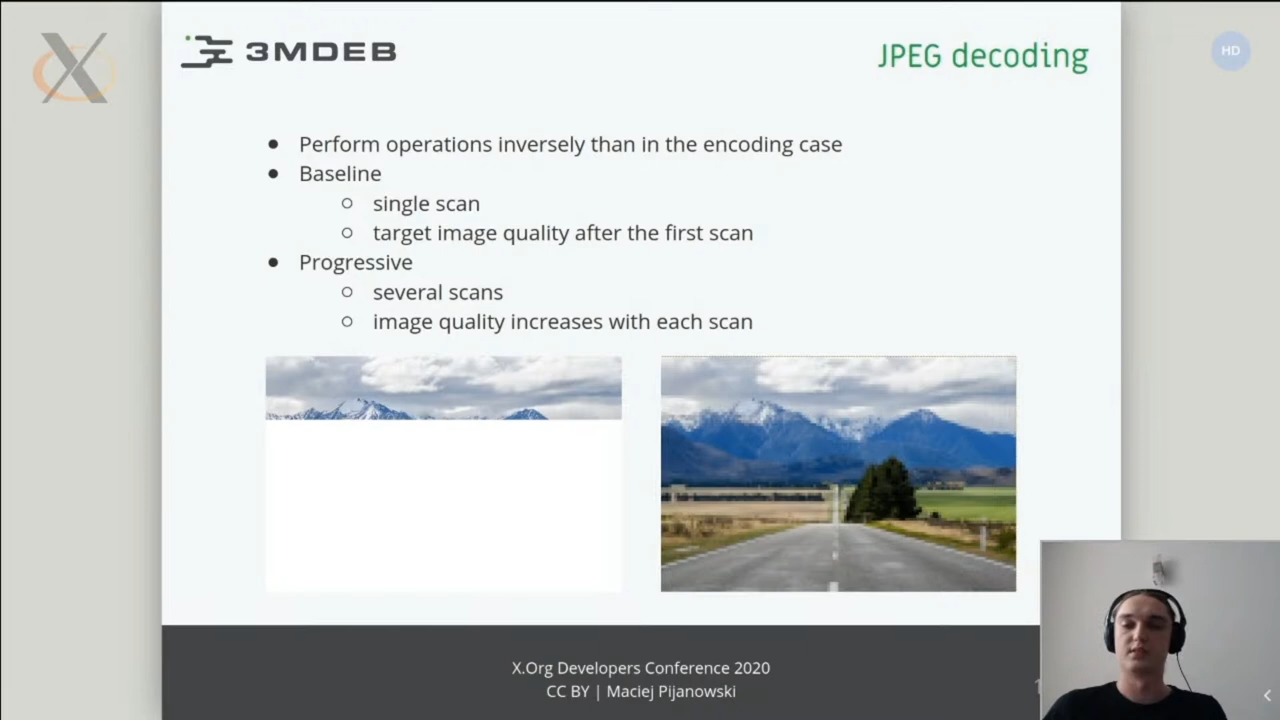 3MDEB
JPEG decoding
HD
Perform operations inversely than in the encoding case
Baseline
single scan
target image quality after the first scan
Progressive
several scans
image quality increases with each scan
X.Org Developers Conference 2020
CC BY | Maciej Pijanowski